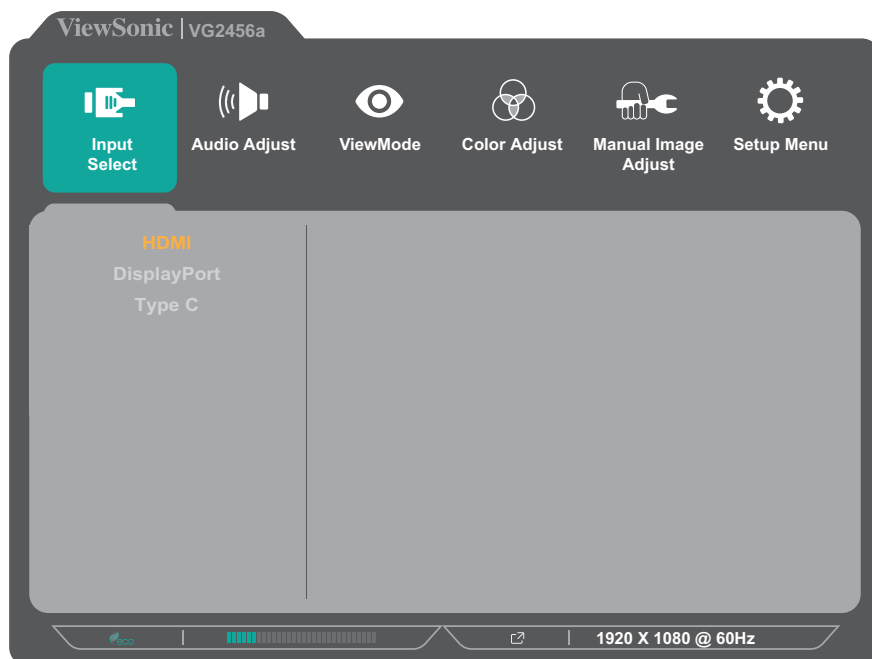 ViewSonic | VG2456a
Input
Select
Audio Adjust
ViewMode
Color Adjust
Manual Image
Adjust
Setup Menu
HDMI
DisplayPort
Type C
eco
1920 X 1080 @ 60Hz